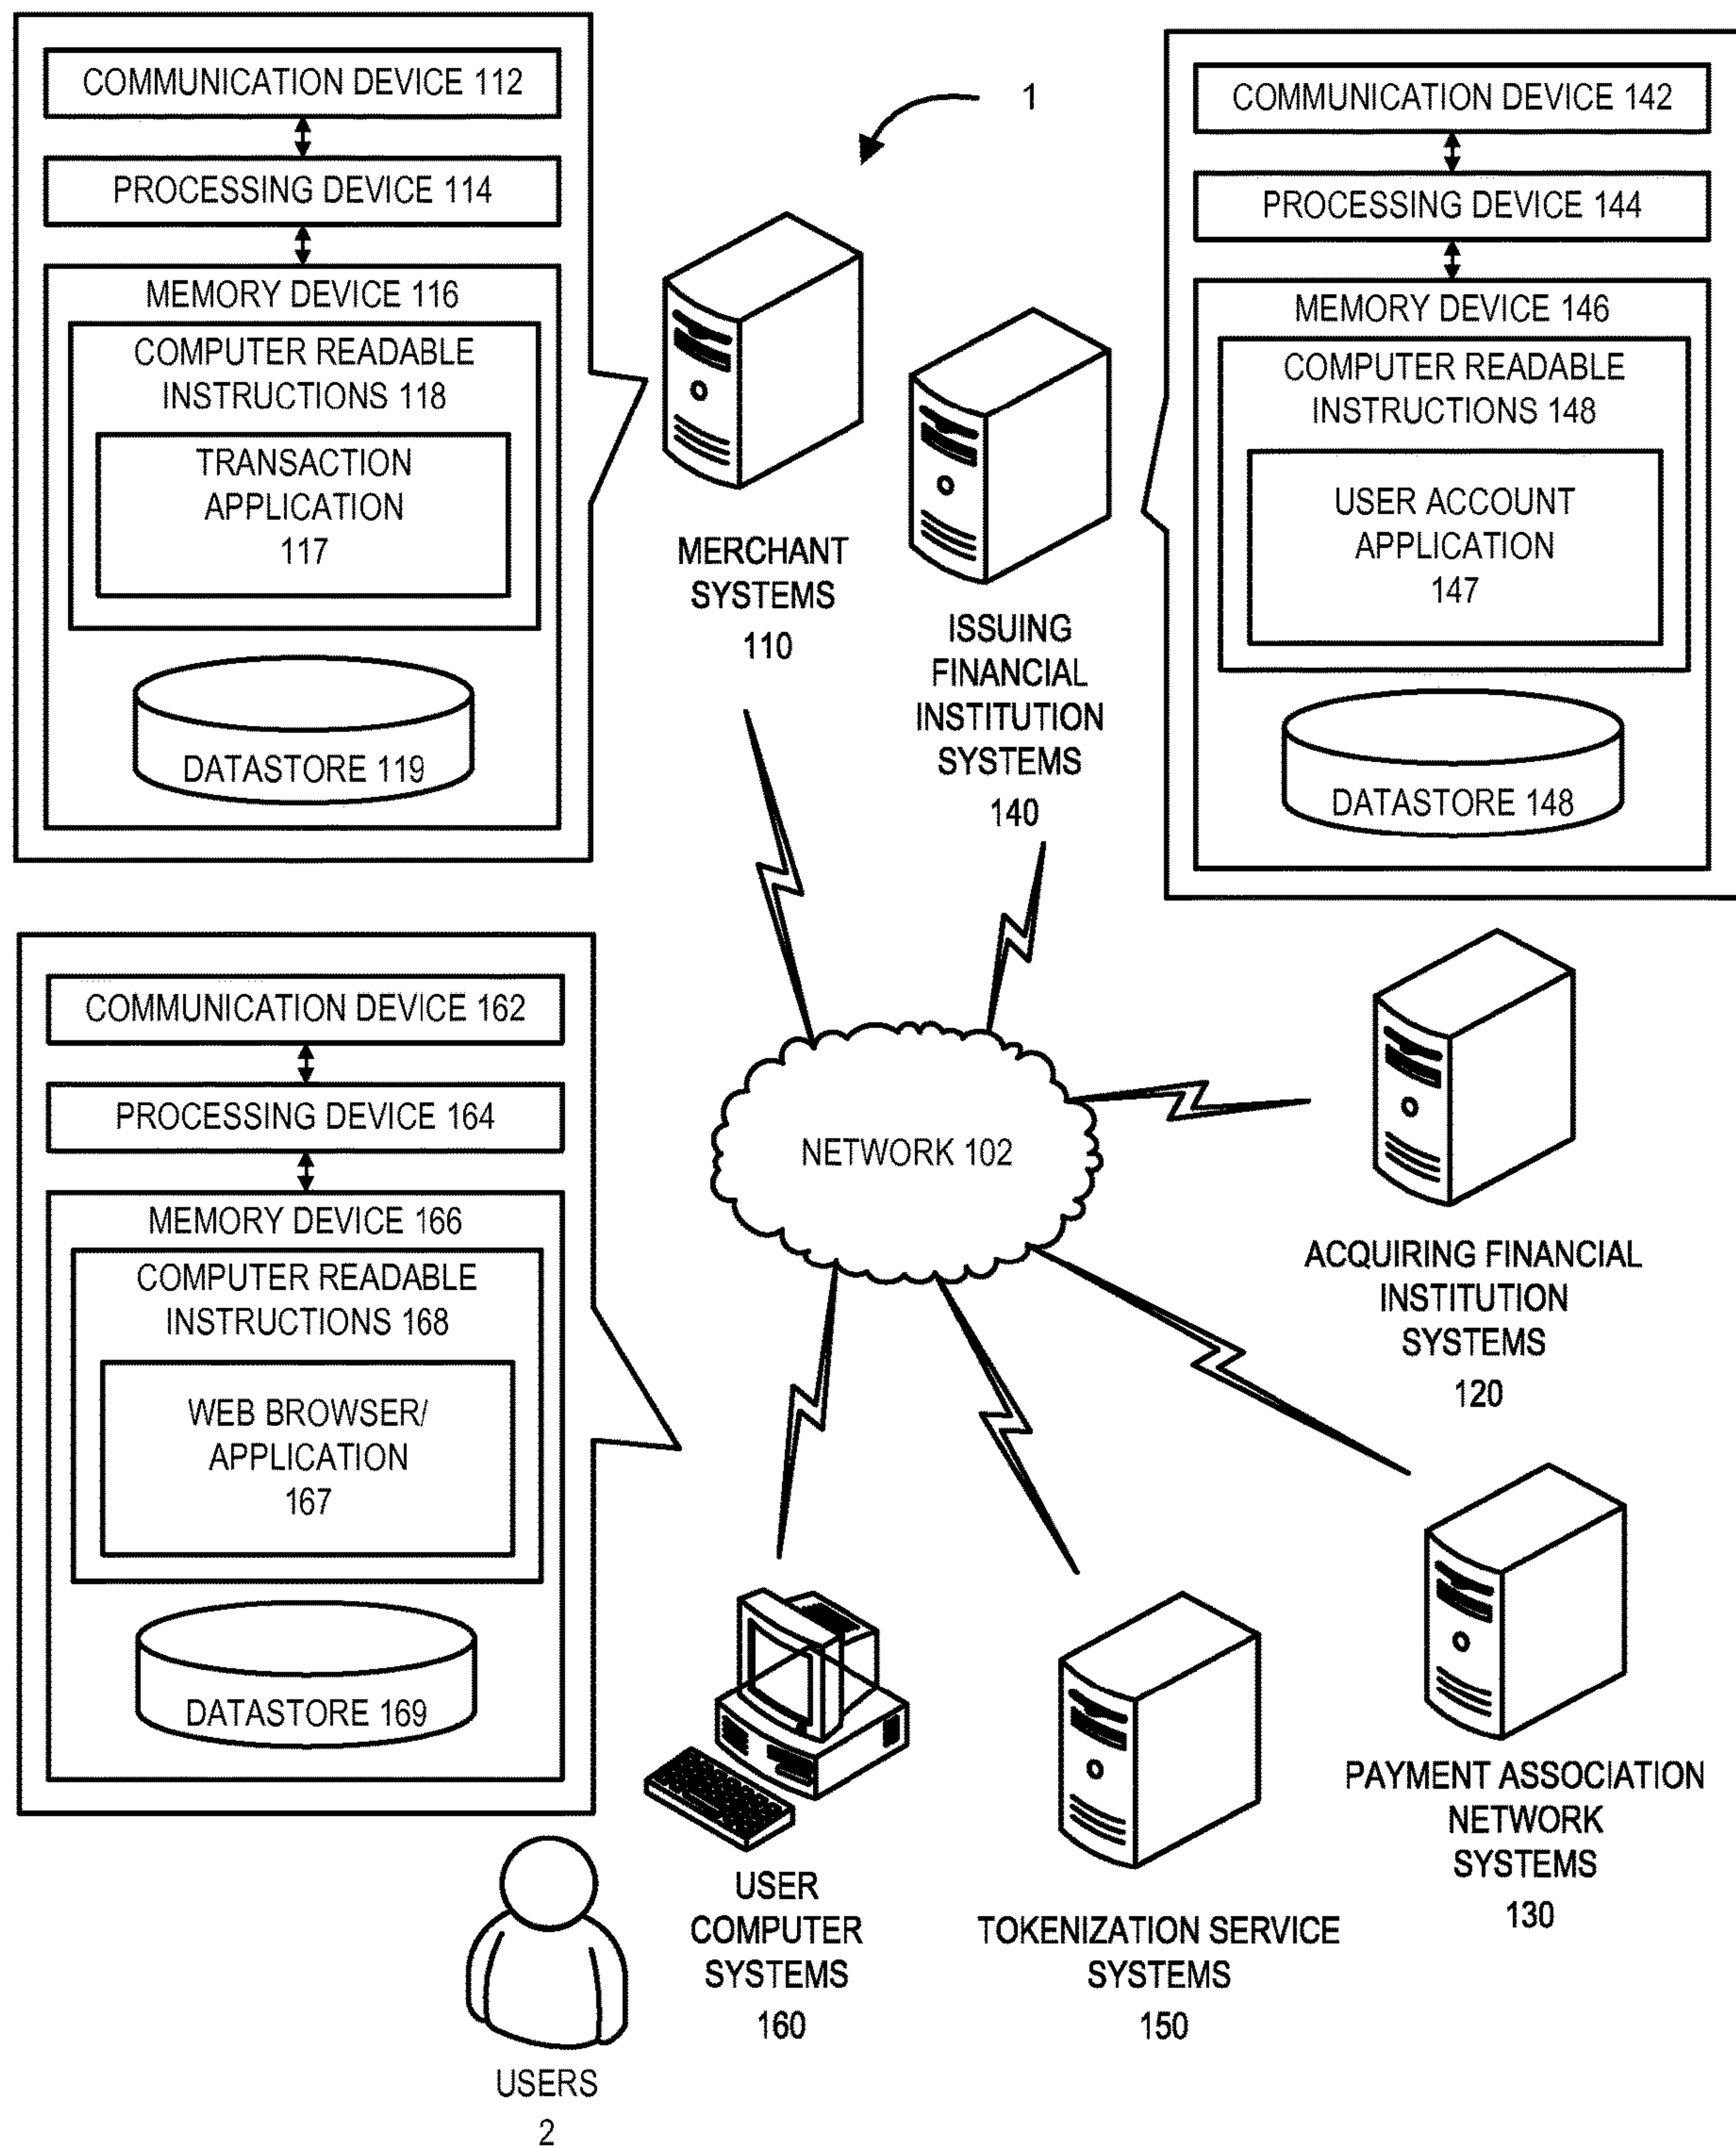 COMMUNICATION DEVICE 112
PROCESSING DEVICE 114
MEMORY DEVICE 116
COMPUTER READABLE
INSTRUCTIONS 118
TRANSACTION
APPLICATION
117
DATASTORE 119
1
MERCHANT
SYSTEMS
110
ISSUING
FINANCIAL
INSTITUTION
SYSTEMS
140
COMMUNICATION DEVICE 142
PROCESSING DEVICE 144
MEMORY DEVICE 146
COMPUTER READABLE
INSTRUCTIONS 148
USER ACCOUNT
APPLICATION
147
DATASTORE 148
COMMUNICATION DEVICE 162
PROCESSING DEVICE 164
MEMORY DEVICE 166
COMPUTER READABLE
INSTRUCTIONS 168
WEB BROWSER/
APPLICATION
167
DATASTORE 169
NETWORK 102
ACQUIRING FINANCIAL
INSTITUTION
SYSTEMS
120
PAYMENT ASSOCIATION
NETWORK
SYSTEMS
130
TOKENIZATION SERVICE
SYSTEMS
150
USER
COMPUTER
SYSTEMS
160
USERS
2